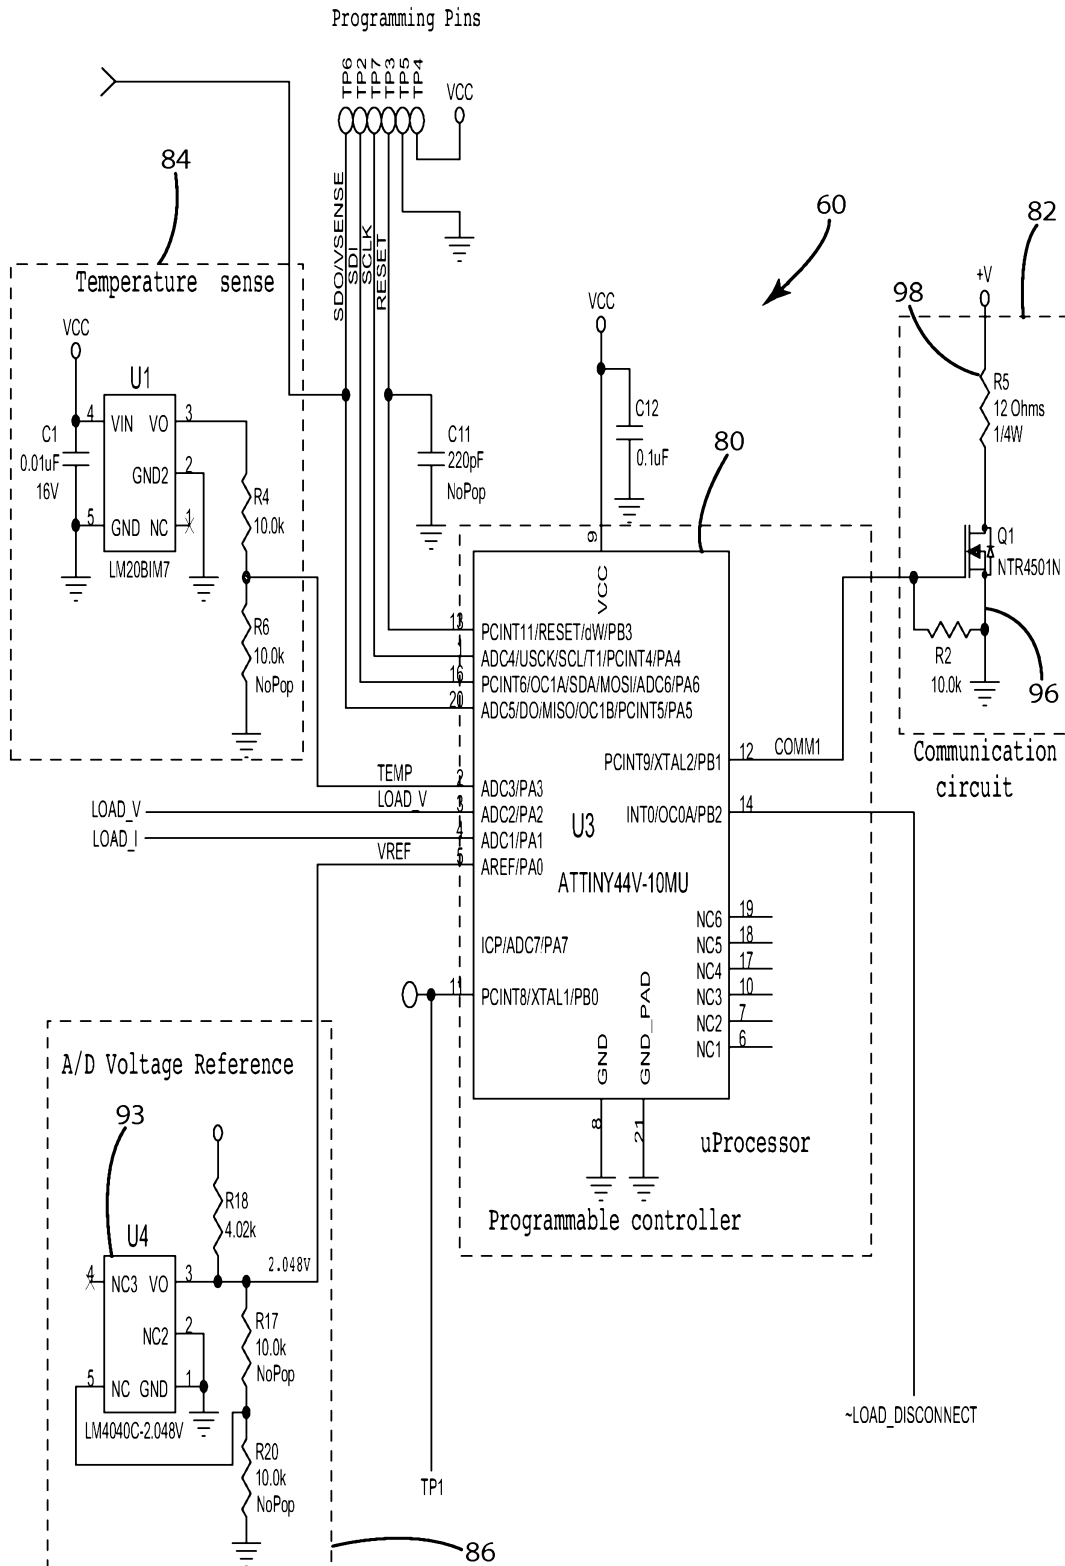 Programming Pins
TP6
TP2
TP7
TP3
TP5
TP4
VCC
84
SDO/VSENSE
SDI
SCLK
RESET
60
82
Temperature sense
VCC
U1
4 VIN VO 3
C1
0.01uF
16V
GND2 2
5 GND NC 1
LM20BIM7
R4
10.0k
R6
10.0k
NoPop
C11
220pF
NoPop
VCC
C12
0.1uF
80
98
+V
R5
12 Ohms
1/4W
Q1
NTR4501N
R2
10.0k
96
Communication
circuit
9
VCC
13 PCINT11/RESET/dW/PB3
1 ADC4/USCK/SCL/T1/PCINT4/PA4
16 PCINT6/OC1A/SDA/MOSI/ADC6/PA6
20 ADC5/DO/MISO/OC1B/PCINT5/PA5
PCINT9/XTAL2/PB1 12 COMM1
TEMP 2 ADC3/PA3
LOAD_V LOAD_V 3 ADC2/PA2
INT0/OC0A/PB2 14
LOAD_I 4 ADC1/PA1
U3
VREF 5 AREF/PA0
ATTINY44V-10MU
ICP/ADC7/PA7
NC6 19
NC5 18
NC4 17
NC3 10
NC2 7
NC1 6
11 PCINT8/XTAL1/PB0
GND
GND_PAD
8
21
uProcessor
Programmable controller
A/D Voltage Reference
93
R18
4.02k
U4
2.048V
4 NC3 VO 3
NC2 2
5 NC GND 1
LM4040C-2.048V
R17
10.0k
NoPop
R20
10.0k
NoPop
~LOAD_DISCONNECT
TP1
86